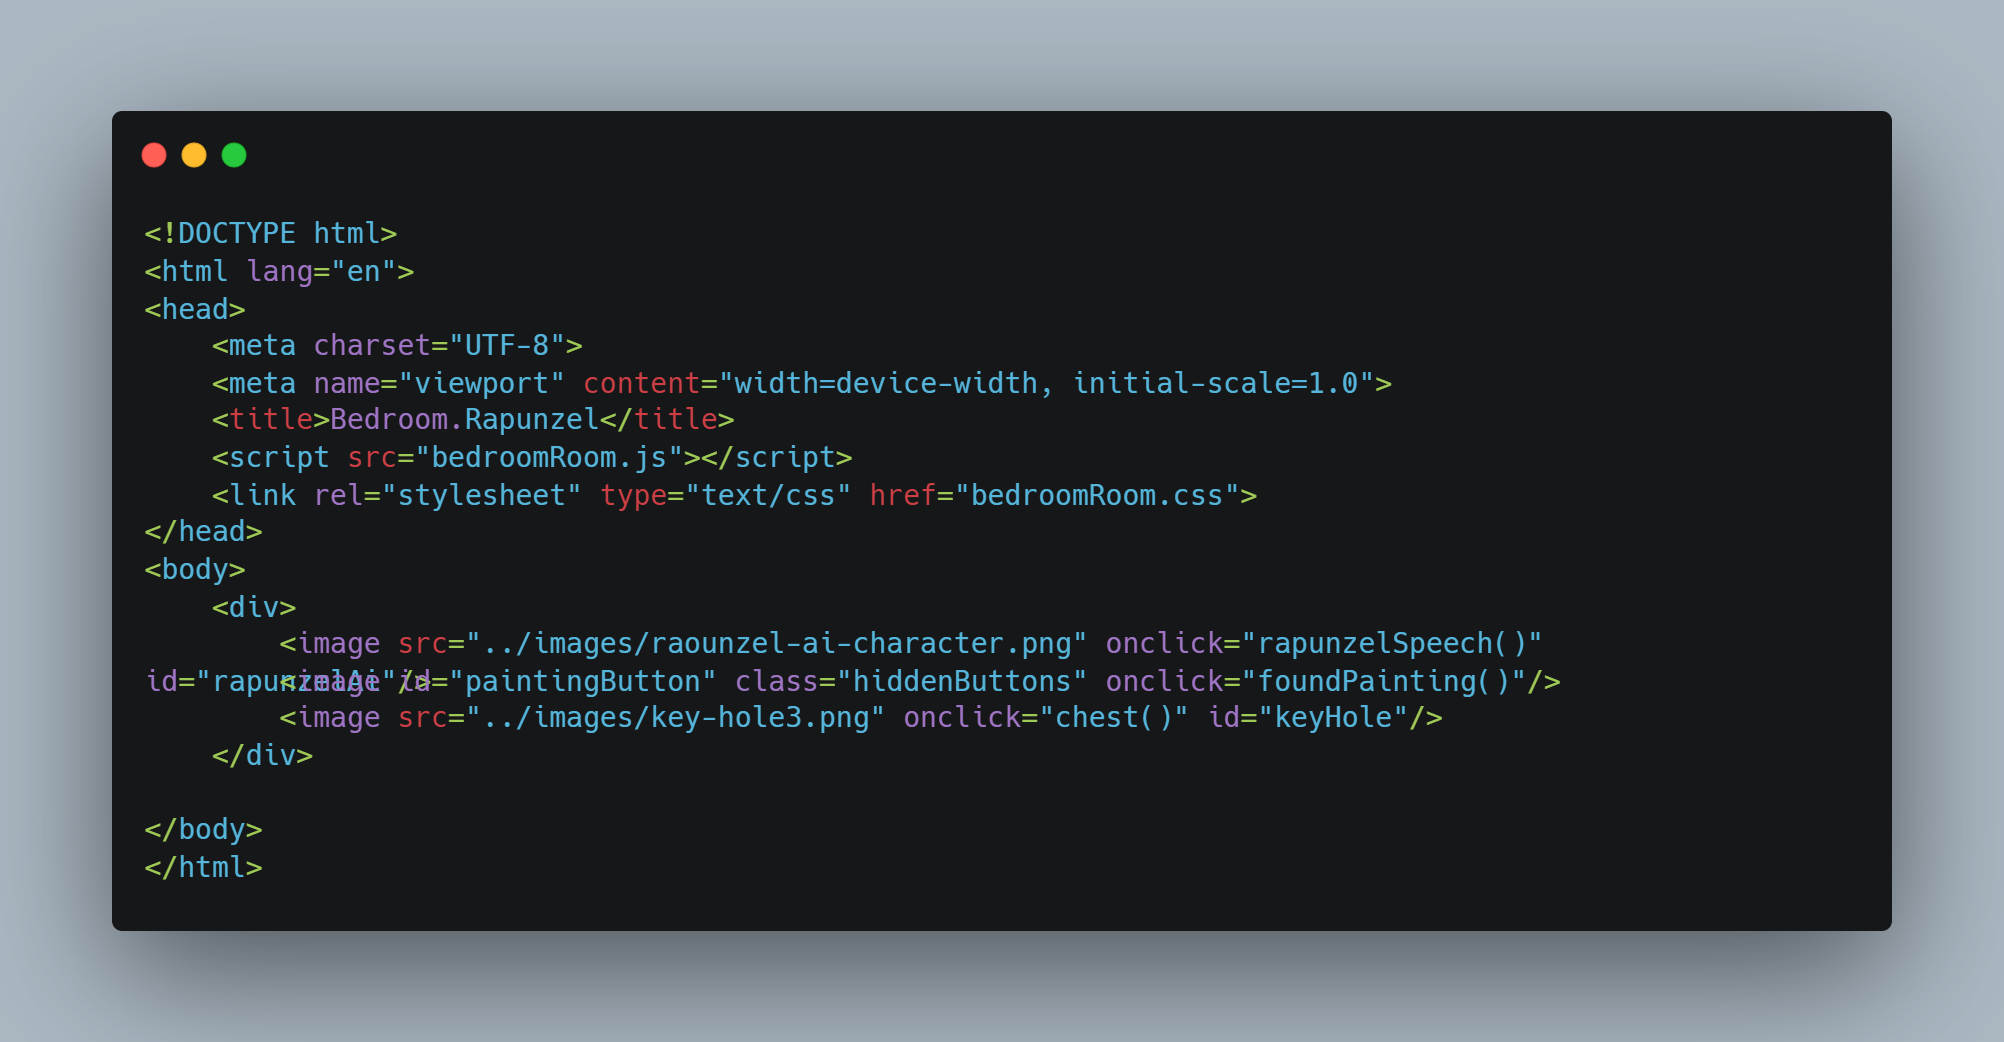 <!DOCTYPE html>
<html lang="en">
<head>
    <meta charset="UTF-8">
    <meta name="viewport" content="width=device-width, initial-scale=1.0">
    <title>Bedroom.Rapunzel</title>
    <script src="bedroomRoom.js"></script>
    <link rel="stylesheet" type="text/css" href="bedroomRoom.css">
</head>
<body>
    <div>
        <image src="../images/raounzel-ai-character.png" onclick="rapunzelSpeech()"
id="rapunzelAi"/>
        <image id="paintingButton" class="hiddenButtons" onclick="foundPainting()"/>
        <image src="../images/key-hole3.png" onclick="chest()" id="keyHole"/>
    </div>
</body>
</html>